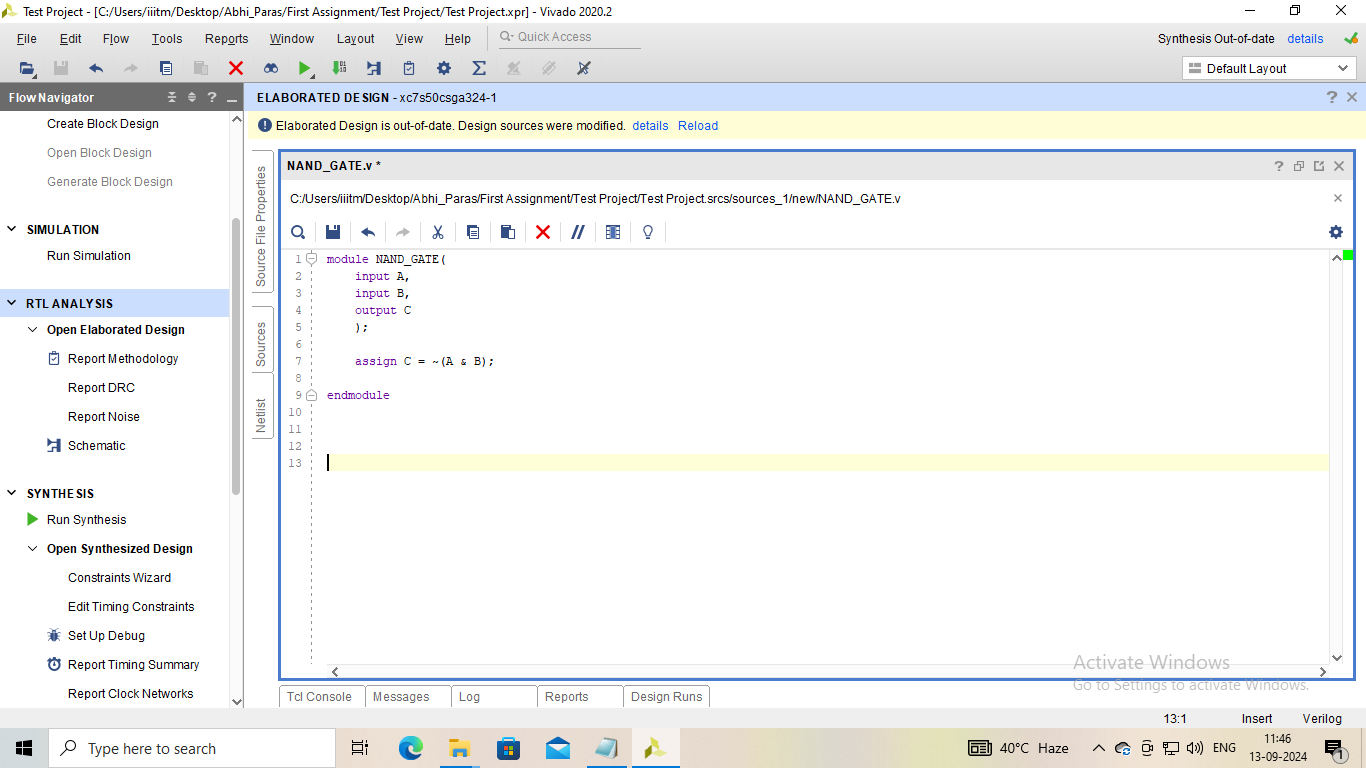 Test Project - [C:/Users/iiitm/Desktop/Abhi_Paras/First Assignment/Test Project/Test Project.xpr] - Vivado 2020.2
File Edit Flow Tools Reports Window Layout View Help Quick Access
Synthesis Out-of-date details
Default Layout
Flow Navigator
ELABORATED DESIGN - xc7s50csga324-1
Elaborated Design is out-of-date. Design sources were modified. details Reload
Create Block Design
Open Block Design
Generate Block Design
SIMULATION
Run Simulation
RTL ANALYSIS
Open Elaborated Design
Report Methodology
Report DRC
Report Noise
Schematic
SYNTHESIS
Run Synthesis
Open Synthesized Design
Constraints Wizard
Edit Timing Constraints
Set Up Debug
Report Timing Summary
Report Clock Networks
Source File Properties
Sources
Netlist
NAND_GATE.v *
C:/Users/iiitm/Desktop/Abhi_Paras/First Assignment/Test Project/Test Project.srcs/sources_1/new/NAND_GATE.v
1 module NAND_GATE(
2 input A,
3 input B,
4 output C
5 );
6
7 assign C = ~(A & B);
8
9 endmodule
10
11
12
13
Activate Windows
Go to Settings to activate Windows.
Tcl Console Messages Log Reports Design Runs
13:1 Insert Verilog
Type here to search
40°C Haze
ENG
11:46
13-09-2024
1